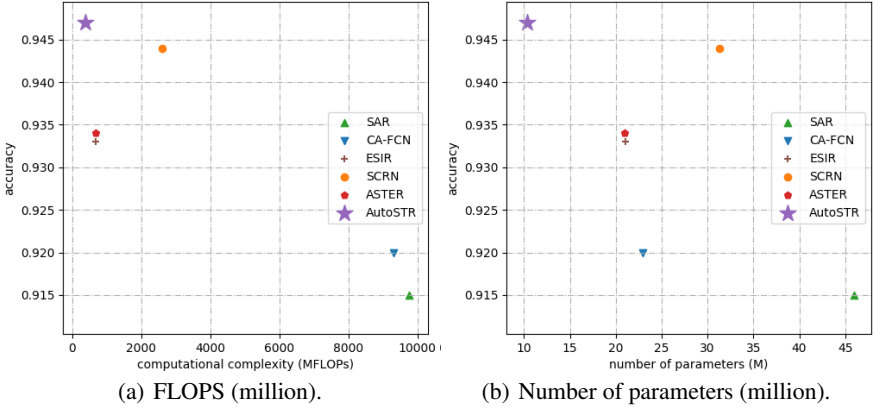 0.945
0.940
0.935
0.930
0.925
0.920
0.915
accuracy
SAR
CA-FCN
ESIR
SCRN
ASTER
AutoSTR
0 2000 4000 6000 8000 10000
computational complexity (MFLOPs)
(a) FLOPS (million).
0.945
0.940
0.935
0.930
0.925
0.920
0.915
accuracy
SAR
CA-FCN
ESIR
SCRN
ASTER
AutoSTR
10 15 20 25 30 35 40 45
number of parameters (M)
(b) Number of parameters (million).